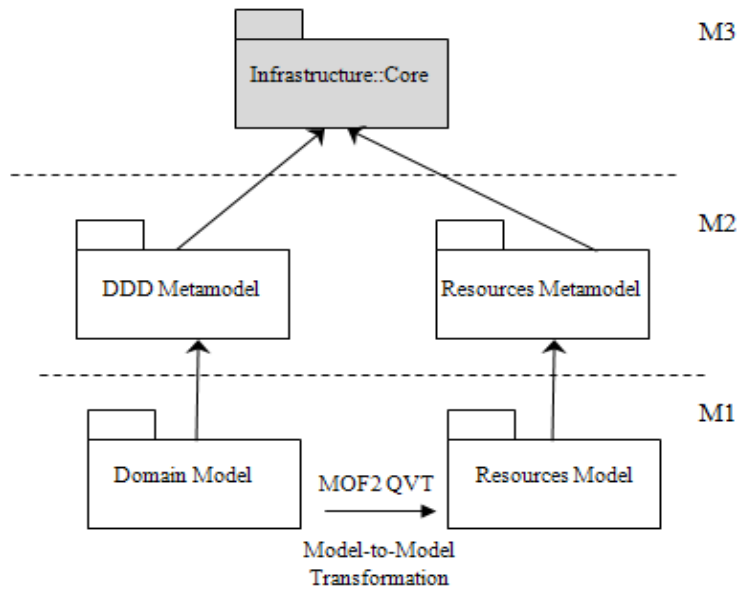 M3
Infrastructure::Core
M2
DDD Metamodel
Resources Metamodel
M1
Domain Model
Resources Model
MOF2 QVT
Model-to-Model
Transformation